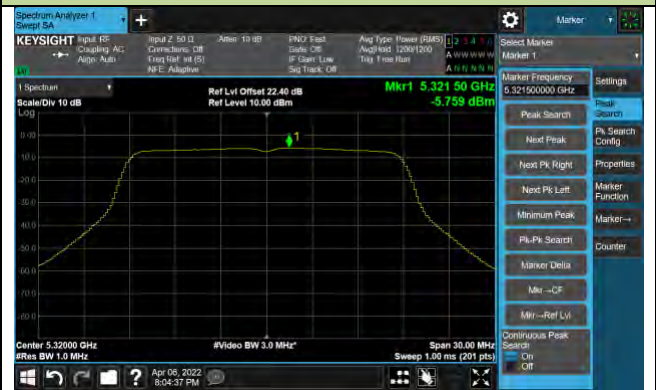 Spectrum Analyzer 1
Swept SA
+
Marker
KEYSIGHT
Input: RF
Coupling: AC
Align: Auto
Input Z: 50 Ω
Corrections: Off
Freq Ref: Int (S)
NFE: Adaptive
Atten: 10 dB
PNO: Fast
Gate: Off
IF Gain: Low
Sig Track: Off
Avg Type: Power (RMS)
Avg|Hold: 1200/1200
Trig: Free Run
1 2 3 4 5 6
A W W W W W
A N N N N N
Select Marker
Marker 1
Marker Frequency
5.321500000 GHz
Settings
Peak Search
Peak
Search
Next Peak
Pk Search
Config
Next Pk Right
Properties
Next Pk Left
Marker
Function
Minimum Peak
Marker→
Pk-Pk Search
Counter
Marker Delta
Mkr→CF
Mkr→Ref Lvl
Continuous Peak
Search
On
Off
1 Spectrum
Scale/Div 10 dB
Log
Ref Lvl Offset 22.40 dB
Ref Level 10.00 dBm
Mkr1 5.321 50 GHz
-5.759 dBm
1
0.00
-10.0
-20.0
-30.0
-40.0
-50.0
-60.0
-70.0
-80.0
Center 5.32000 GHz
#Res BW 1.0 MHz
#Video BW 3.0 MHz*
Span 30.00 MHz
Sweep 1.00 ms (201 pts)
?
Apr 06, 2022
8:04:37 PM